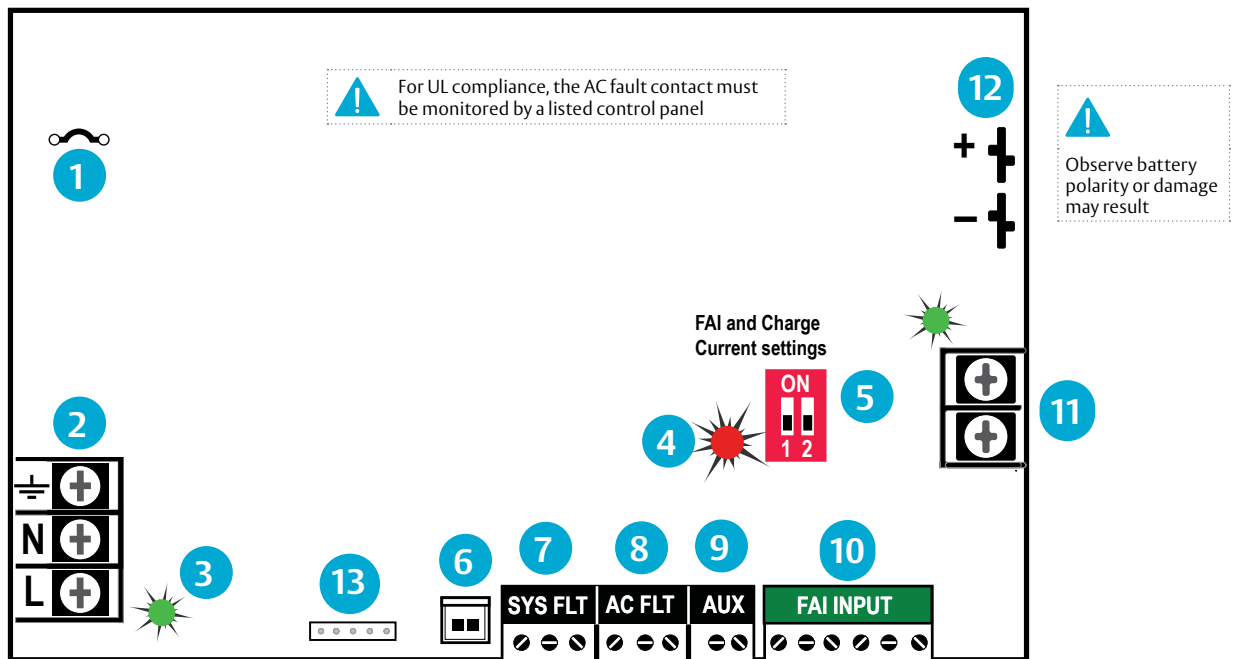 For UL compliance, the AC fault contact must
be monitored by a listed control panel
12
1
+
−
Observe battery
polarity or damage
may result
FAI and Charge
Current settings
ON
1 2
5
4
11
2
N
L
3
13
6
7
8
9
10
SYS FLT
AC FLT
AUX
FAI INPUT